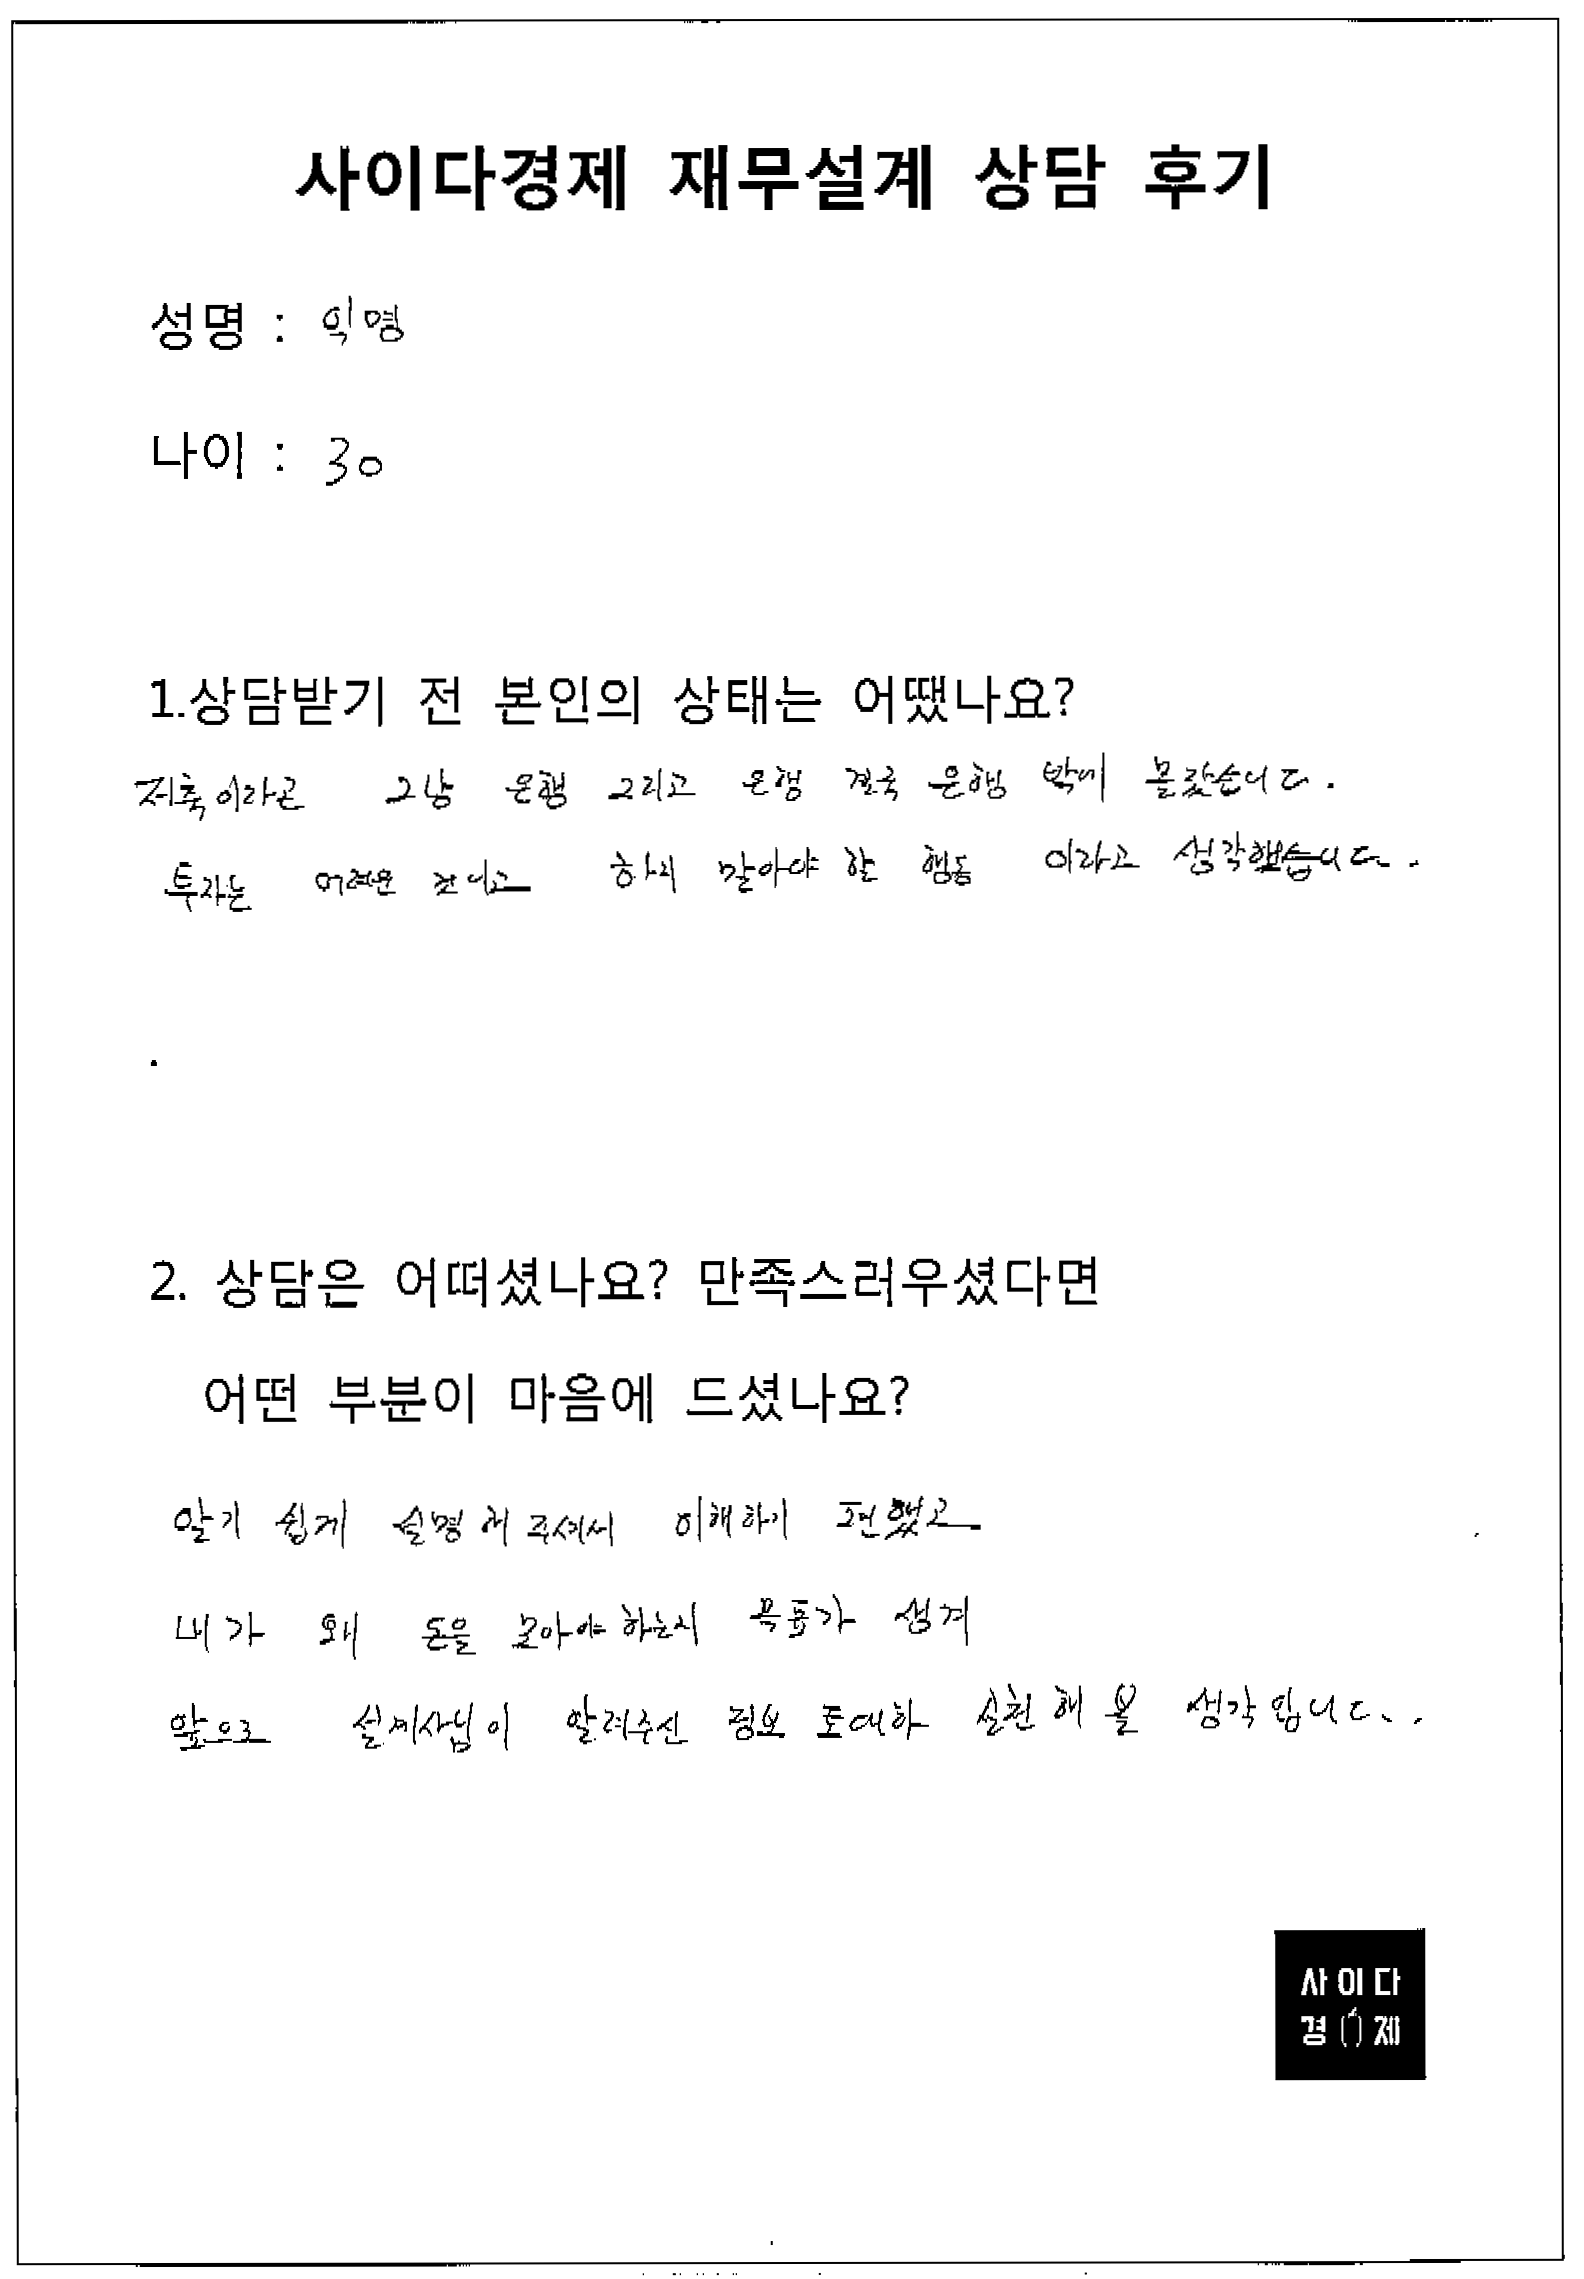 사이다경제 재무설계 상담 후기
성명 : 익명
나이 : 30
1.상담받기 전 본인의 상태는 어땠나요?
저축이라곤 그냥 은행 그리고 은행 결국 은행 밖에 몰랐습니다.
투자는 어려운 것이고 하지 말아야 할 행동 이라고 생각했습니다.
2. 상담은 어떠셨나요? 만족스러우셨다면
어떤 부분이 마음에 드셨나요?
알기 쉽게 설명해주셔서 이해하기 편했고
내가 왜 돈을 모아야하는지 목표가 생겨
앞으로 설계사님이 알려주신 정보 토대하 실천해 볼 생각입니다.
사이다
경제